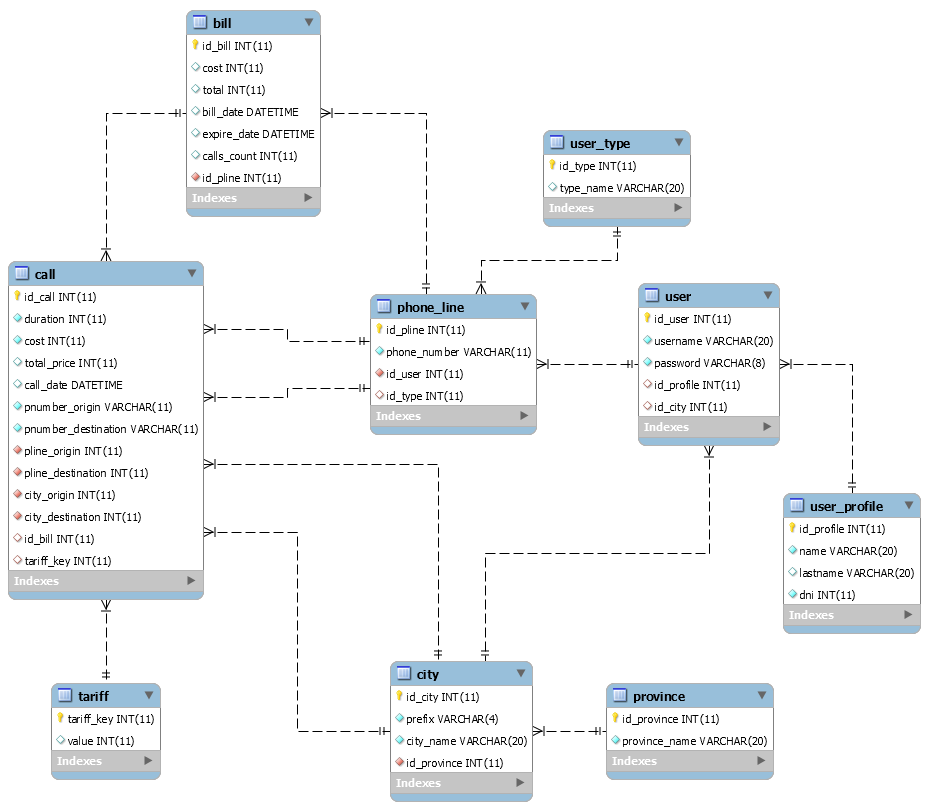 bill
id_bill INT(11)
cost INT(11)
total INT(11)
bill_date DATETIME
expire_date DATETIME
calls_count INT(11)
id_pline INT(11)
Indexes
user_type
id_type INT(11)
type_name VARCHAR(20)
Indexes
call
id_call INT(11)
duration INT(11)
cost INT(11)
total_price INT(11)
call_date DATETIME
pnumber_origin VARCHAR(11)
pnumber_destination VARCHAR(11)
pline_origin INT(11)
pline_destination INT(11)
city_origin INT(11)
city_destination INT(11)
id_bill INT(11)
tariff_key INT(11)
Indexes
phone_line
id_pline INT(11)
phone_number VARCHAR(11)
id_user INT(11)
id_type INT(11)
Indexes
user
id_user INT(11)
username VARCHAR(20)
password VARCHAR(8)
id_profile INT(11)
id_city INT(11)
Indexes
user_profile
id_profile INT(11)
name VARCHAR(20)
lastname VARCHAR(20)
dni INT(11)
Indexes
tariff
tariff_key INT(11)
value INT(11)
Indexes
city
id_city INT(11)
prefix VARCHAR(4)
city_name VARCHAR(20)
id_province INT(11)
Indexes
province
id_province INT(11)
province_name VARCHAR(20)
Indexes